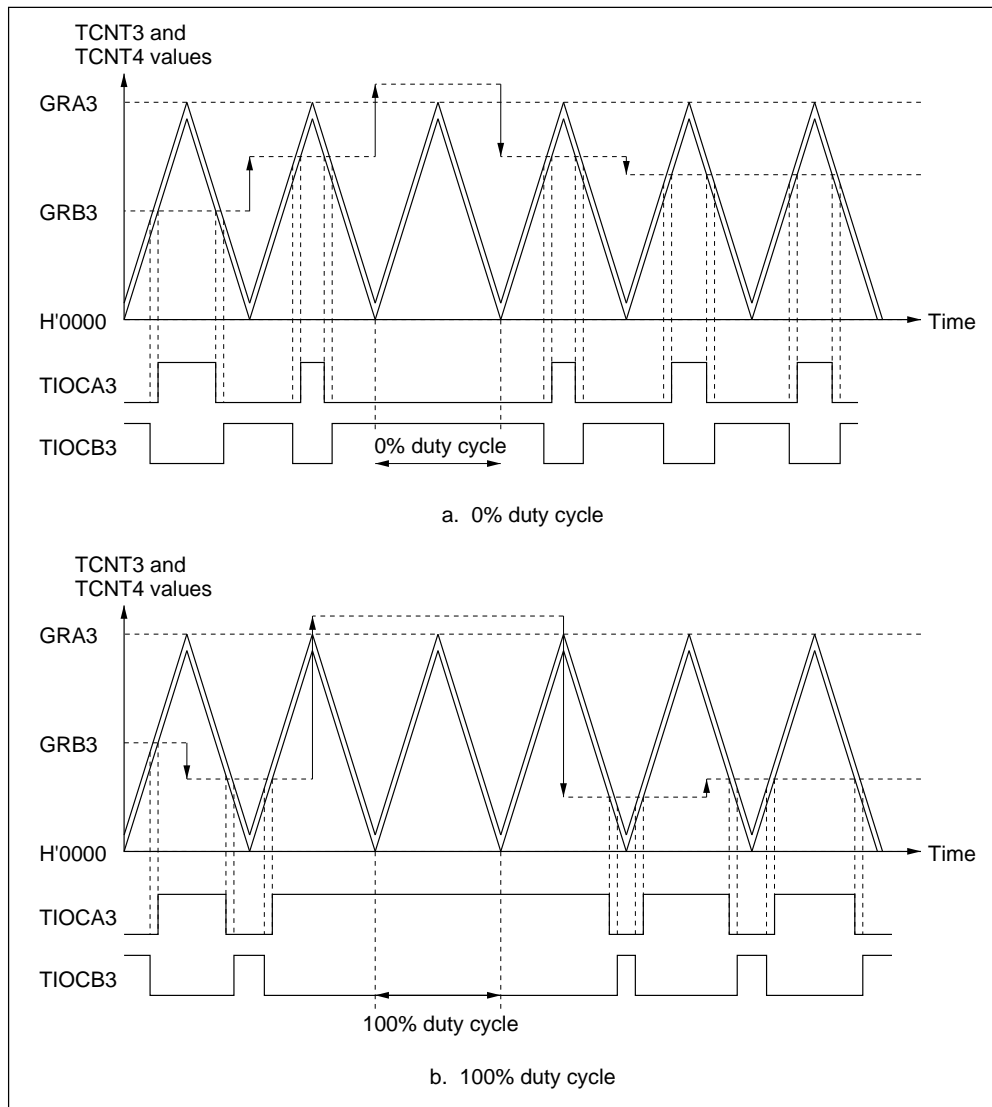 TCNT3 and
TCNT4 values
GRA3
GRB3
H'0000
Time
TIOCA3
TIOCB3
0% duty cycle
a. 0% duty cycle
TCNT3 and
TCNT4 values
GRA3
GRB3
H'0000
Time
TIOCA3
TIOCB3
100% duty cycle
b. 100% duty cycle